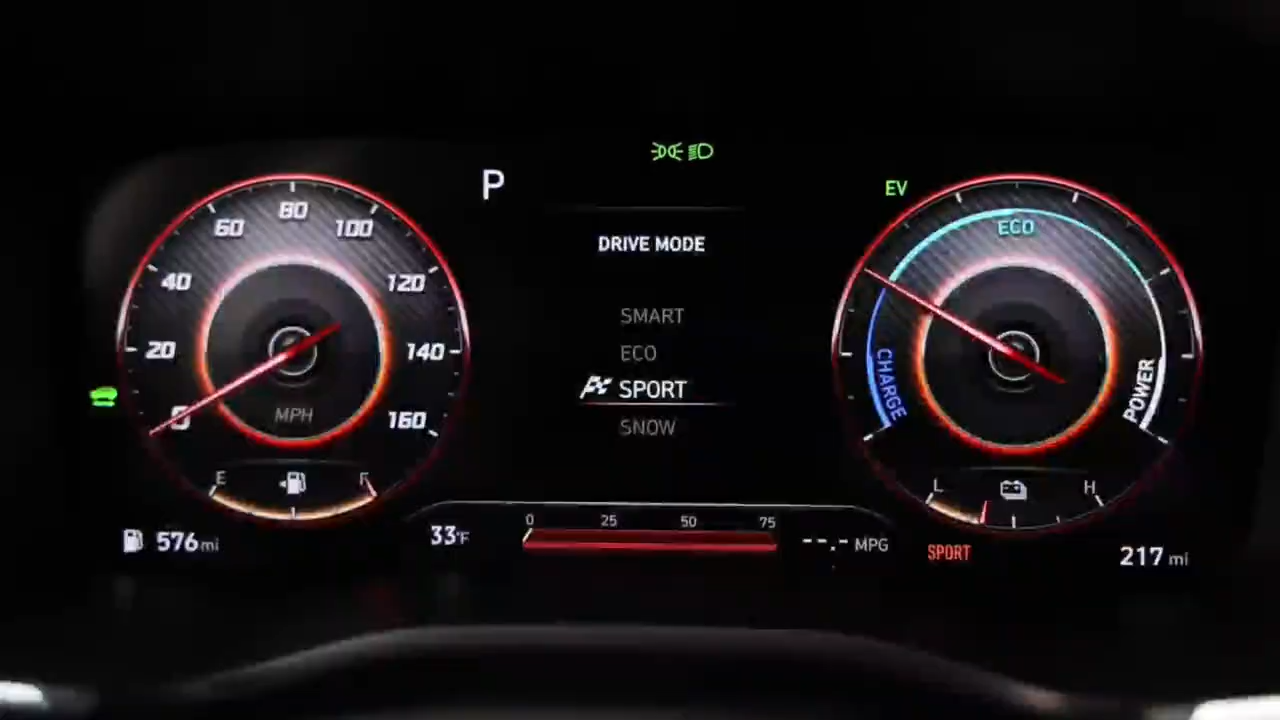 P
EV
DRIVE MODE
SMART
ECO
SPORT
SNOW
0
20
40
60
80
100
120
140
160
MPH
E
F
576 mi
33°F
0 25 50 75
--.- MPG
ECO
CHARGE
POWER
L
H
SPORT
217 mi